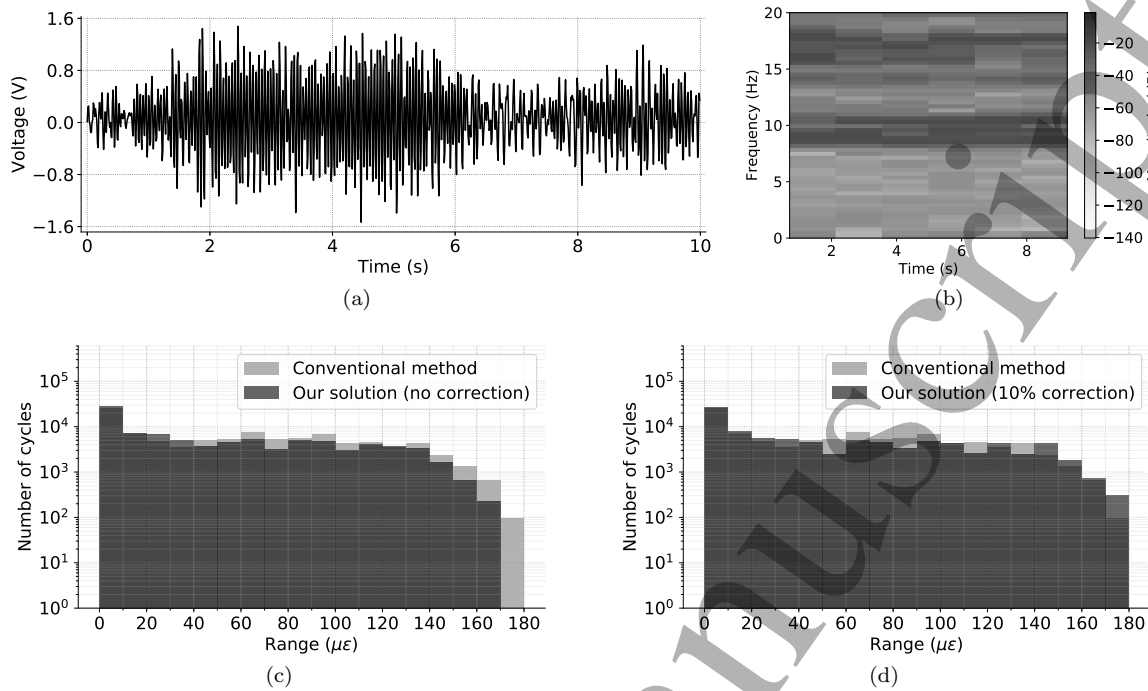 1.6
0.8
0.0
−0.8
−1.6
Voltage (V)
0 2 4 6 8 10
Time (s)
(a)
20
15
10
5
0
Frequency (Hz)
0 2 4 6 8
Time (s)
−20
−40
−60
−80
−100
−120
−140
(b)
Conventional method
Our solution (no correction)
10⁵
10⁴
10³
10²
10¹
10⁰
Number of cycles
0 20 40 60 80 100 120 140 160 180
Range (με)
(c)
Conventional method
Our solution (10% correction)
10⁵
10⁴
10³
10²
10¹
10⁰
Number of cycles
0 20 40 60 80 100 120 140 160 180
Range (με)
(d)